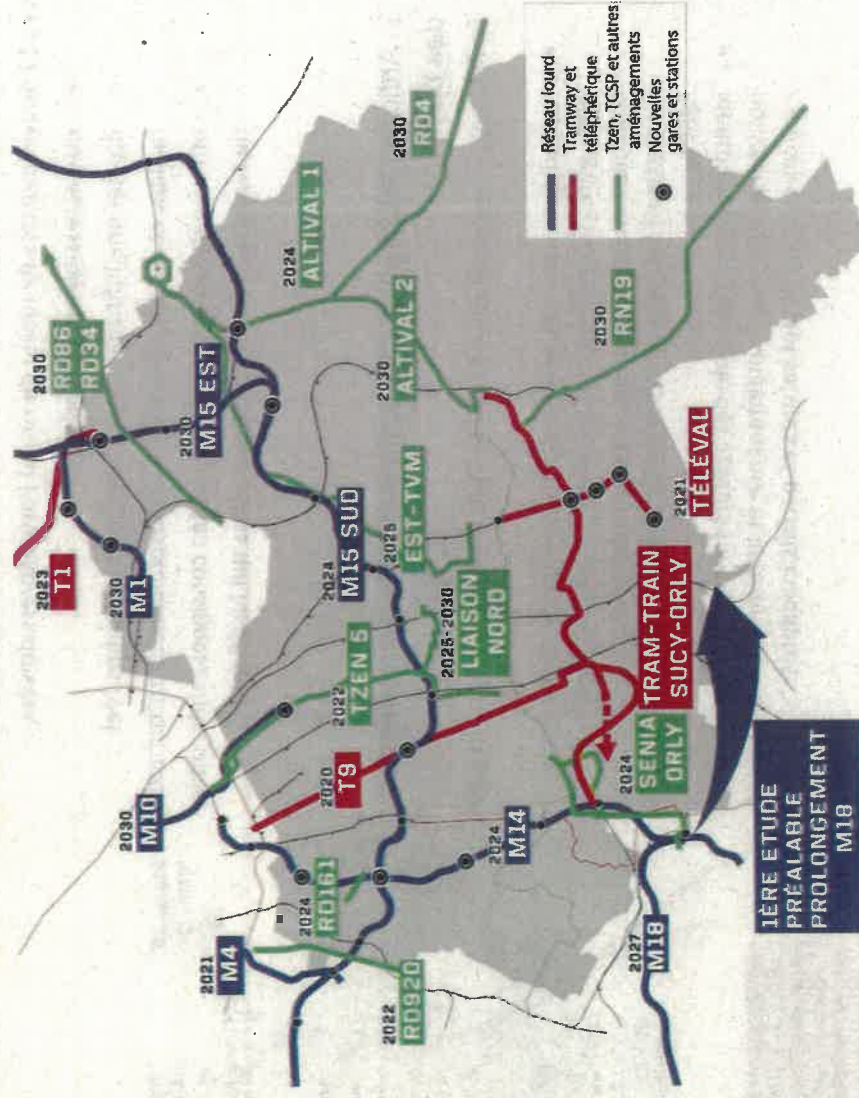 2023
T1
2030
M1
2030
RD86
RD34
2030
M15 EST
2024
ALTIVAL 1
2030
RD4
2030
M10
2021
M4
2022
RD920
2024
RD161
2020
T9
2022
TZEN 5
2024
M15 SUD
2025
EST-TVM
2025-2030
LIAISON
NORD
2030
ALTIVAL 2
2030
RN19
2024
M14
2024
SENIA
ORLY
TRAM-TRAIN
SUCY-ORLY
2021
TÉLÉVAL
2027
M18
1ÈRE ETUDE
PRÉALABLE
PROLONGEMENT
M18
Réseau lourd
Tramway et
téléphérique
Tzen, TCSP et autres
aménagements
Nouvelles
gares et stations